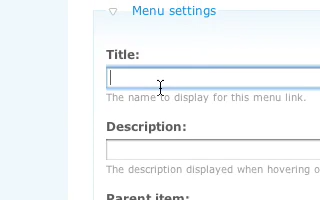 Menu settings
Title:
The name to display for this menu link.
Description:
The description displayed when hovering o
Parent item: